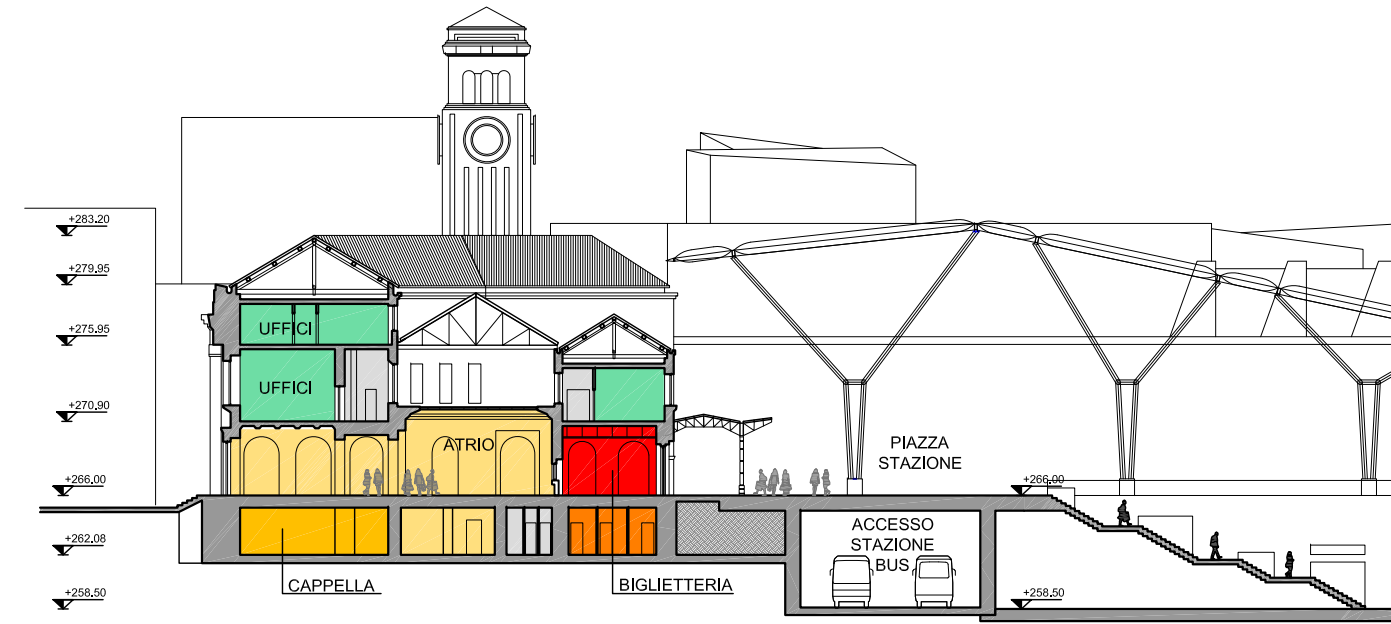 +283.20
+279.95
+275.95
UFFICI
UFFICI
+270.90
ATRIO
PIAZZA
STAZIONE
+266.00
+266.00
ACCESSO
STAZIONE
BUS
+262.08
CAPPELLA
BIGLIETTERIA
+258.50
+258.50